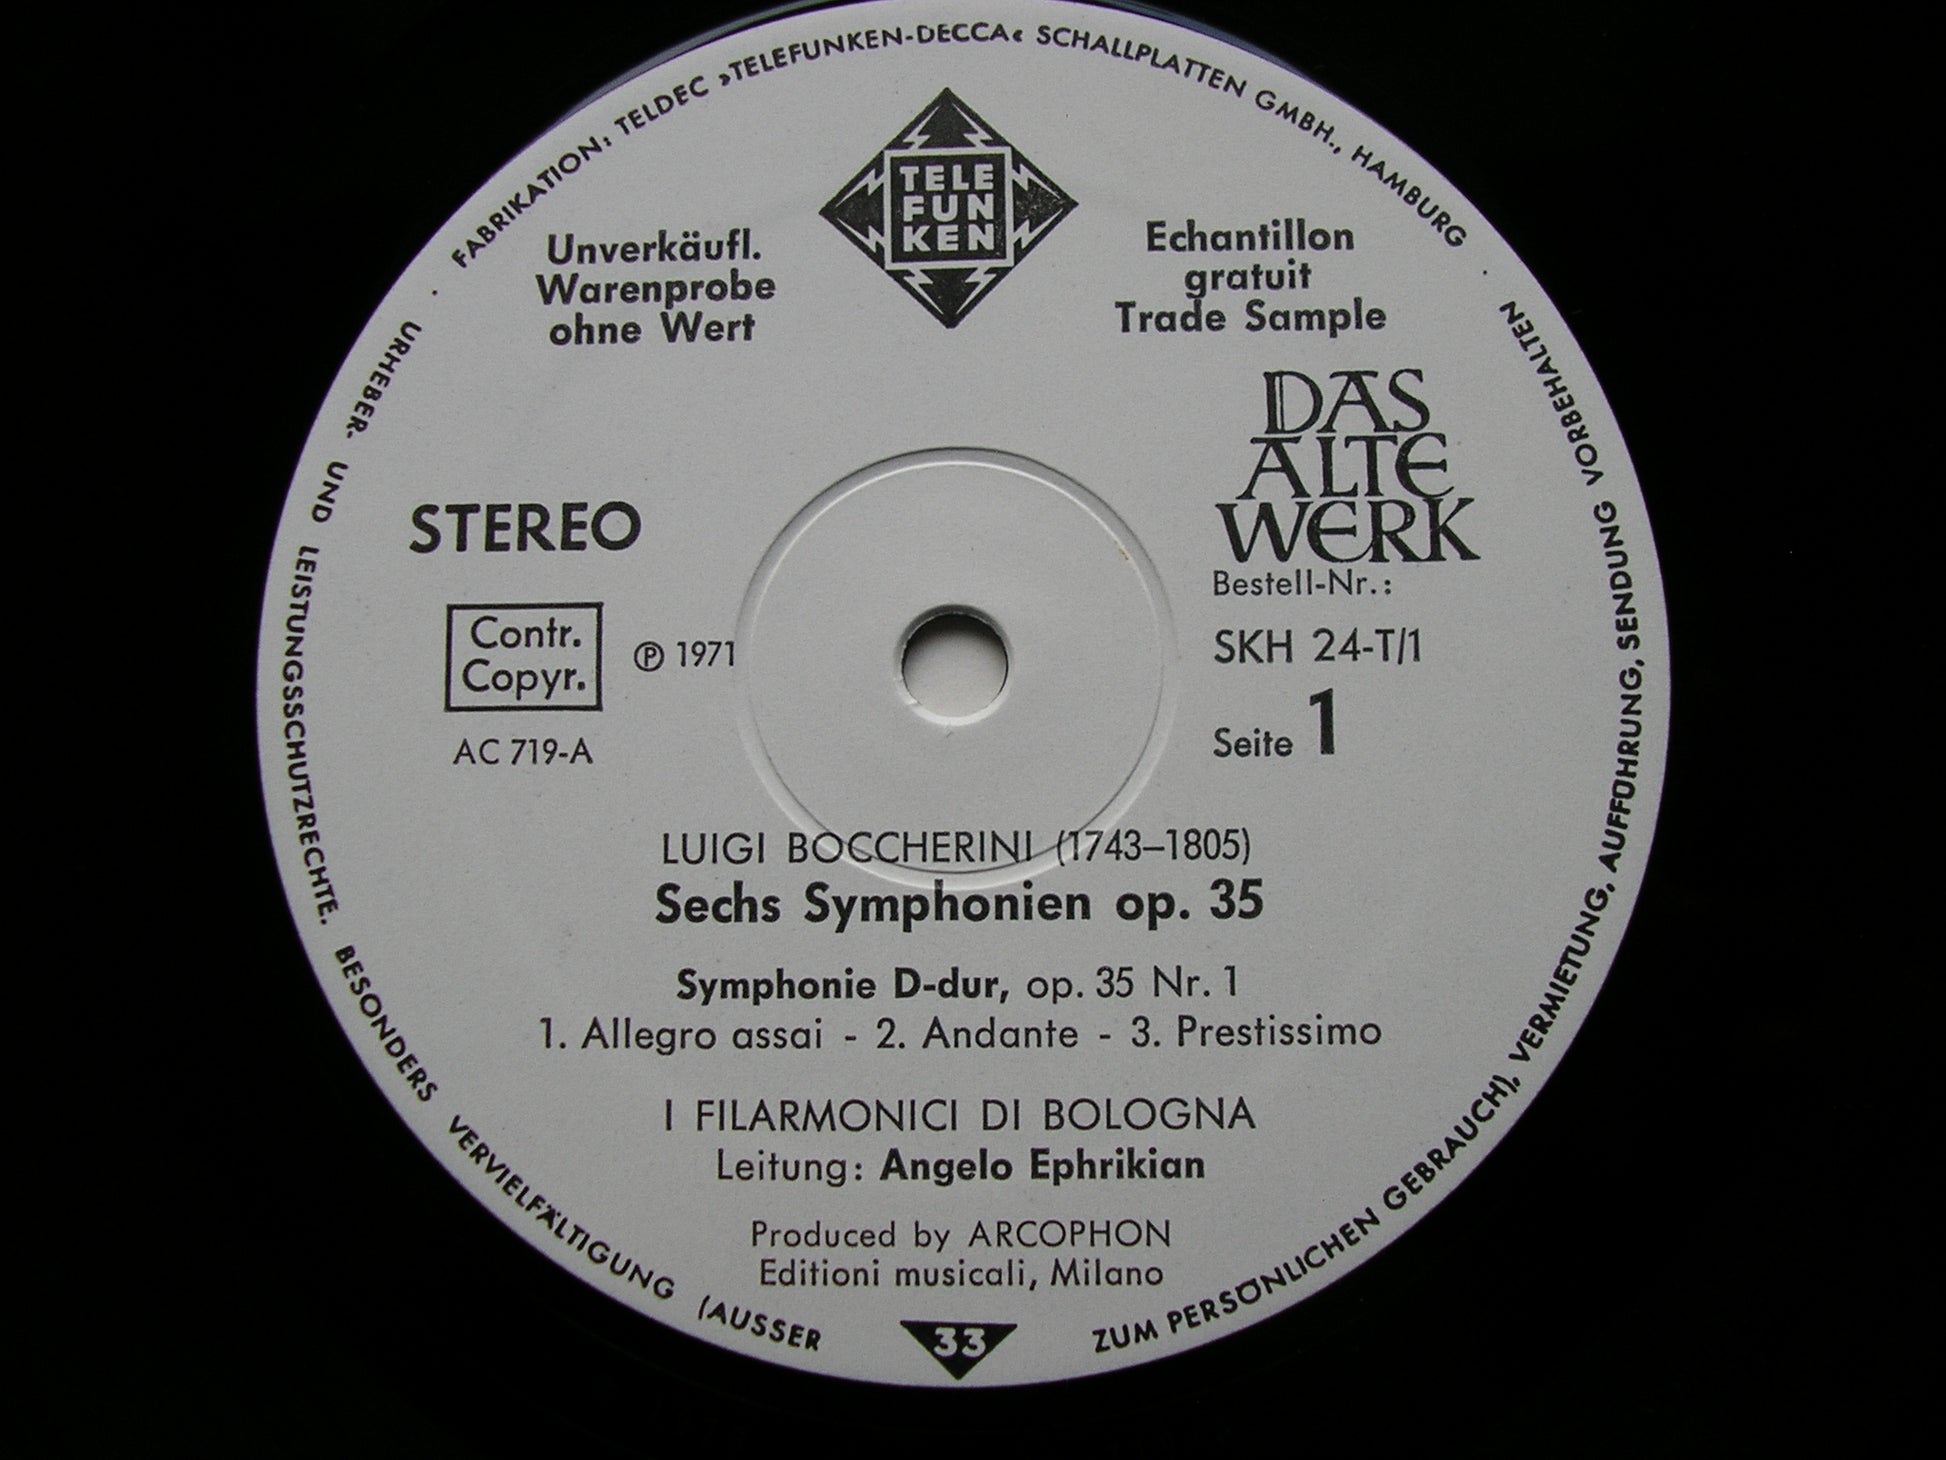 FABRIKATION: TELDEC »TELEFUNKEN-DECCA« SCHALLPLATTEN GMBH., HAMBURG
TELE
FUN
KEN
Unverkäufl.
Warenprobe
ohne Wert
Echantillon
gratuit
Trade Sample
DAS
ALTE
WERK
STEREO
Bestell-Nr.:
SKH 24-T/1
Contr.
Copyr.
℗ 1971
Seite 1
AC 719-A
LUIGI BOCCHERINI (1743–1805)
Sechs Symphonien op. 35
Symphonie D-dur, op. 35 Nr. 1
1. Allegro assai - 2. Andante - 3. Prestissimo
I FILARMONICI DI BOLOGNA
Leitung: Angelo Ephrikian
Produced by ARCOPHON
Editioni musicali, Milano
33
URHEBER- UND LEISTUNGSSCHUTZRECHTE. BESONDERS VERVIELFÄLTIGUNG (AUSSER ZUM PERSÖNLICHEN GEBRAUCH), VERMIETUNG, AUFFÜHRUNG, SENDUNG VORBEHALTEN